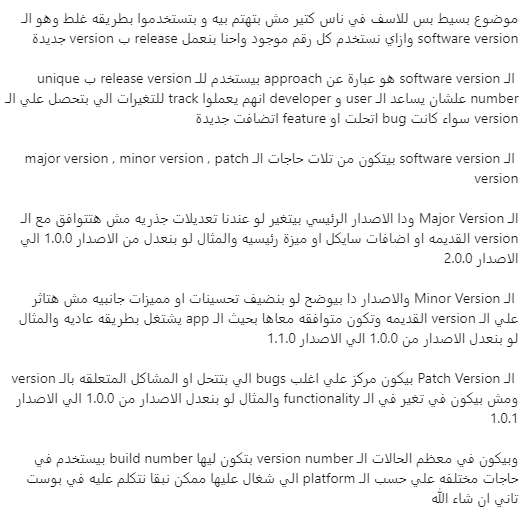 موضوع بسيط بس للاسف في ناس كتير مش بتهتم بيه و بتستخدموا بطريقه غلط وهو الـ
software version وازاي نستخدم كل رقم موجود واحنا بنعمل release ب version جديدة
الـ software version هو عبارة عن approach بيستخدم للـ release version ب unique
number علشان يساعد الـ user و developer انهم يعملوا track للتغيرات الي بتحصل علي الـ
version سواء كانت bug اتحلت او feature اتضافت جديدة
الـ software version بيتكون من تلات حاجات الـ major version , minor version , patch
version
الـ Major Version ودا الاصدار الرئيسي بيتغير لو عندنا تعديلات جذريه مش هتتوافق مع الـ
version القديمه او اضافات سايكل او ميزة رئيسيه والمثال لو بنعدل من الاصدار 1.0.0 الي
الاصدار 2.0.0
الـ Minor Version والاصدار دا بيوضح لو بنضيف تحسينات او مميزات جانبيه مش هتاثر
علي الـ version القديمه وتكون متوافقه معاها بحيث الـ app يشتغل بطريقه عاديه والمثال
لو بنعدل الاصدار من 1.0.0 الي الاصدار 1.1.0
الـ Patch Version بيكون مركز علي اغلب bugs الي بتتحل او المشاكل المتعلقه بالـ version
ومش بيكون في تغير في الـ functionality والمثال لو بنعدل الاصدار من 1.0.0 الي الاصدار
1.0.1
وبيكون في معظم الحالات الـ version number بتكون ليها build number بيستخدم في
حاجات مختلفه علي حسب الـ platform الي شغال عليها ممكن نبقا نتكلم عليه في بوست
تاني ان شاء الله